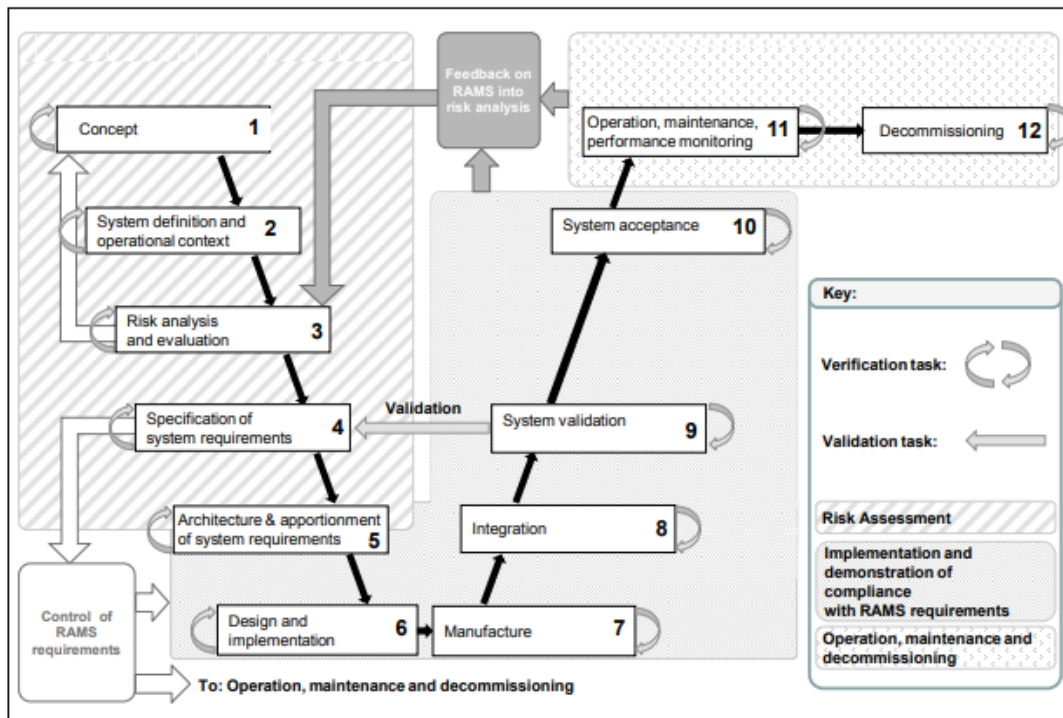 Concept 1
System definition and
operational context 2
Risk analysis
and evaluation 3
Specification of
system requirements 4
Architecture & apportionment
of system requirements 5
Design and
implementation 6
Manufacture 7
Integration 8
System validation 9
System acceptance 10
Operation, maintenance,
performance monitoring 11
Decommissioning 12
Feedback on
RAMS into
risk analysis
Validation
Control of
RAMS
requirements
To: Operation, maintenance and decommissioning
Key:
Verification task:
Validation task:
Risk Assessment
Implementation and
demonstration of
compliance
with RAMS requirements
Operation, maintenance and
decommissioning